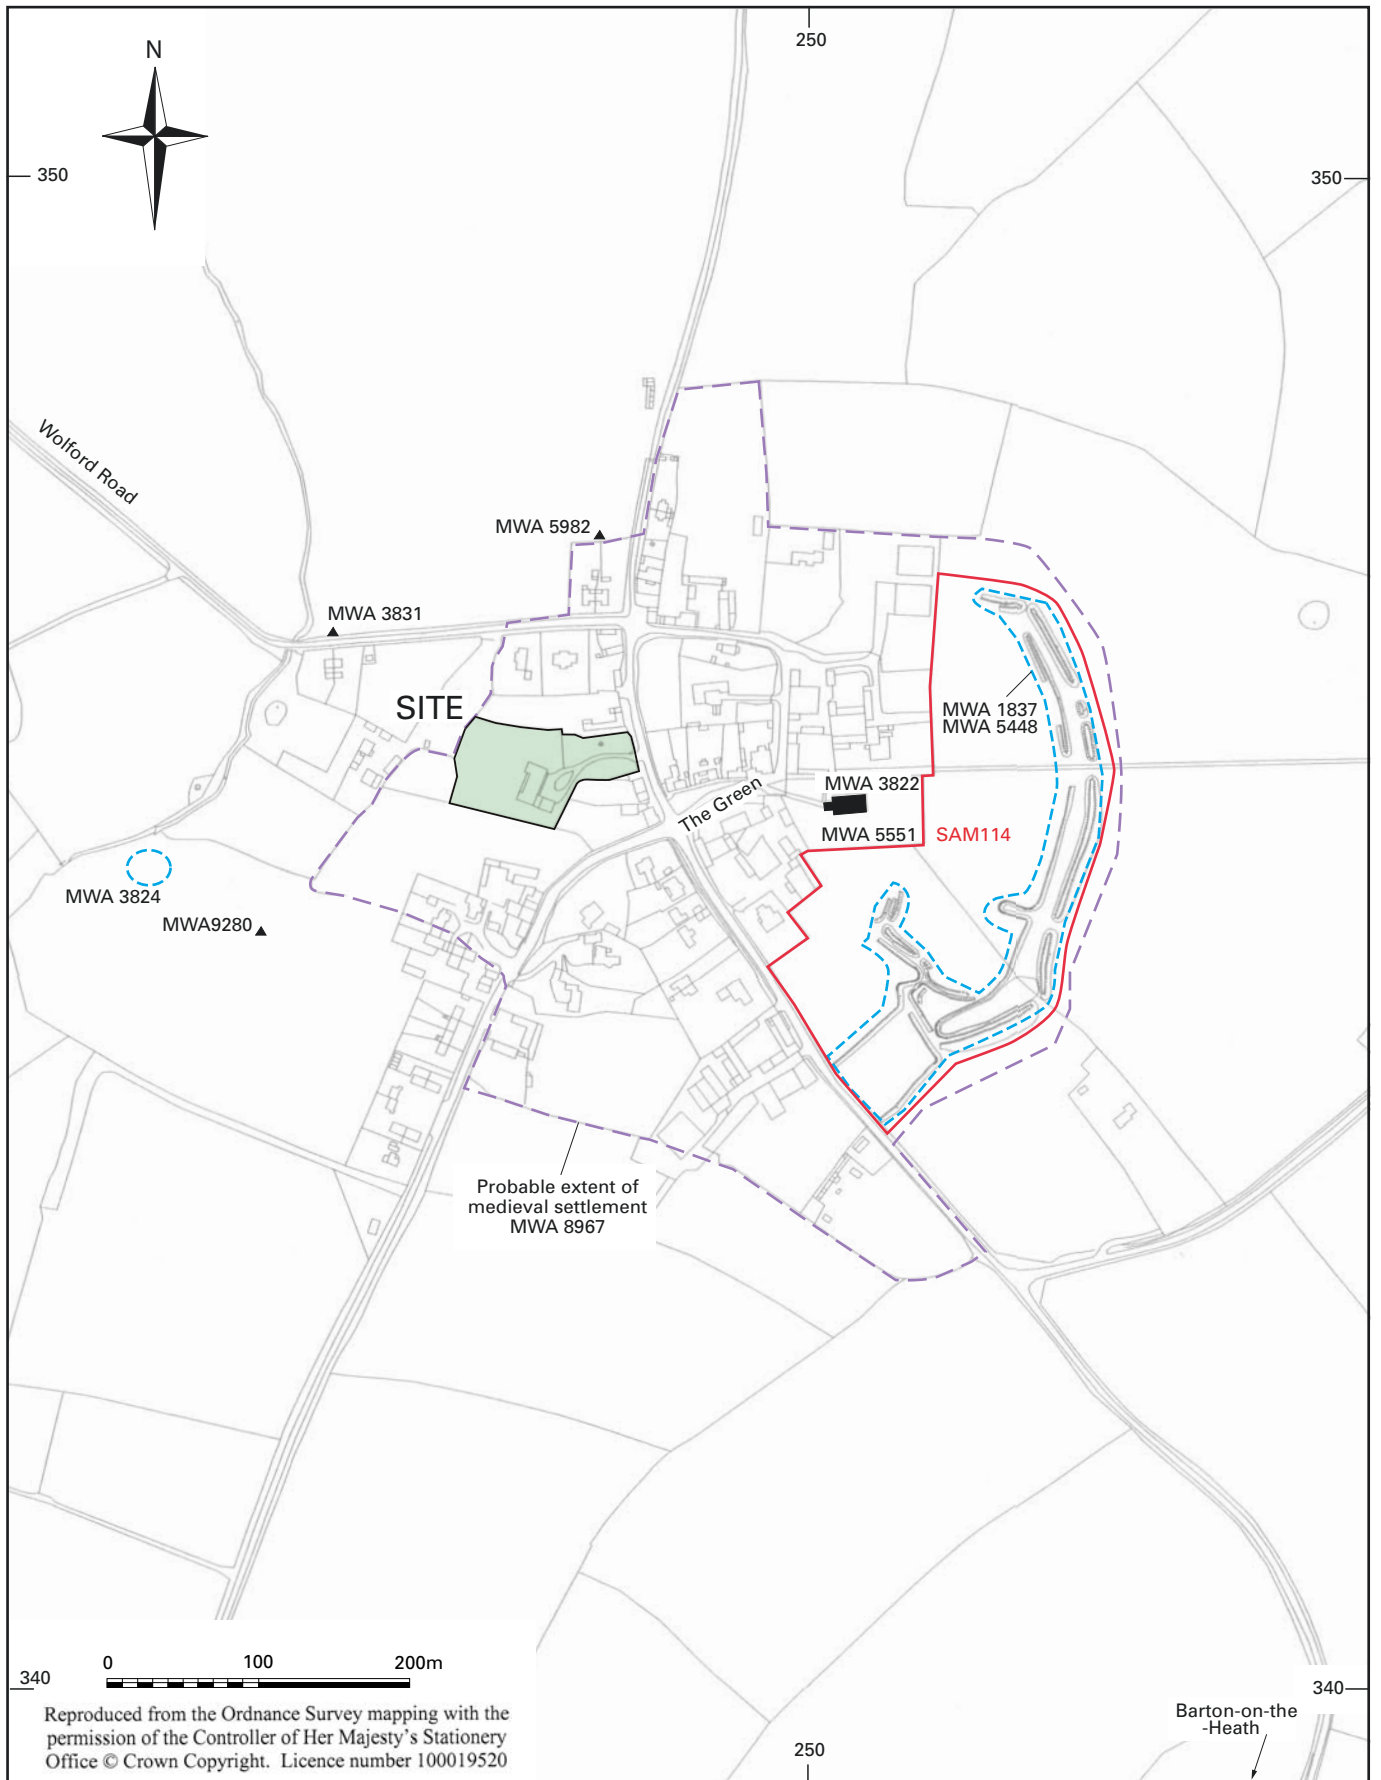 250
N
350
350
Wolford Road
MWA 5982
MWA 3831
SITE
MWA 1837
MWA 5448
The Green
MWA 3822
MWA 5551
SAM114
MWA 3824
MWA9280
Probable extent of
medieval settlement
MWA 8967
0 100 200m
340
340
Reproduced from the Ordnance Survey mapping with the
permission of the Controller of Her Majesty's Stationery
Office © Crown Copyright. Licence number 100019520
Barton-on-the
-Heath
250